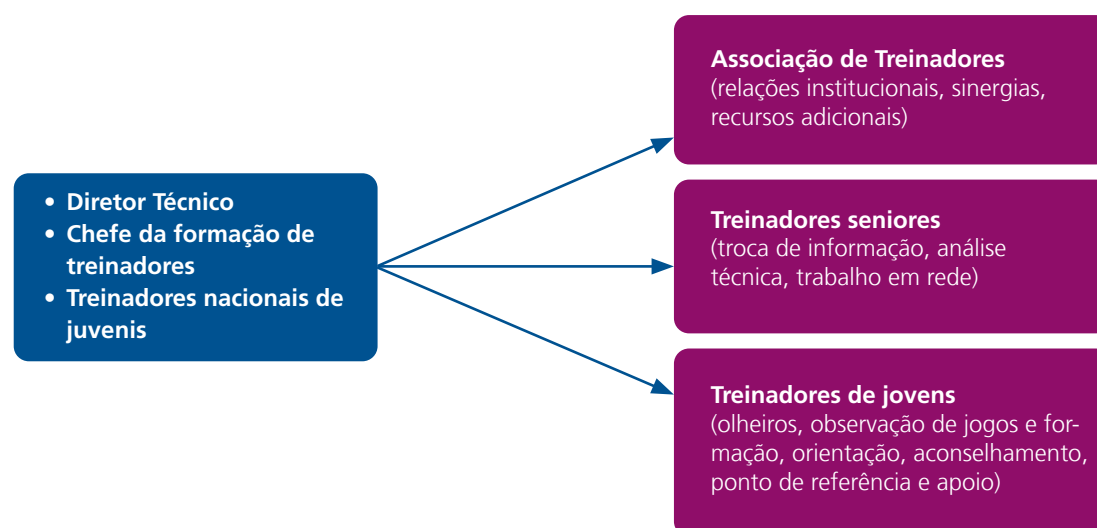 • Diretor Técnico
• Chefe da formação de
treinadores
• Treinadores nacionais de
juvenis
Associação de Treinadores
(relações institucionais, sinergias,
recursos adicionais)
Treinadores seniores
(troca de informação, análise
técnica, trabalho em rede)
Treinadores de jovens
(olheiros, observação de jogos e for-
mação, orientação, aconselhamento,
ponto de referência e apoio)